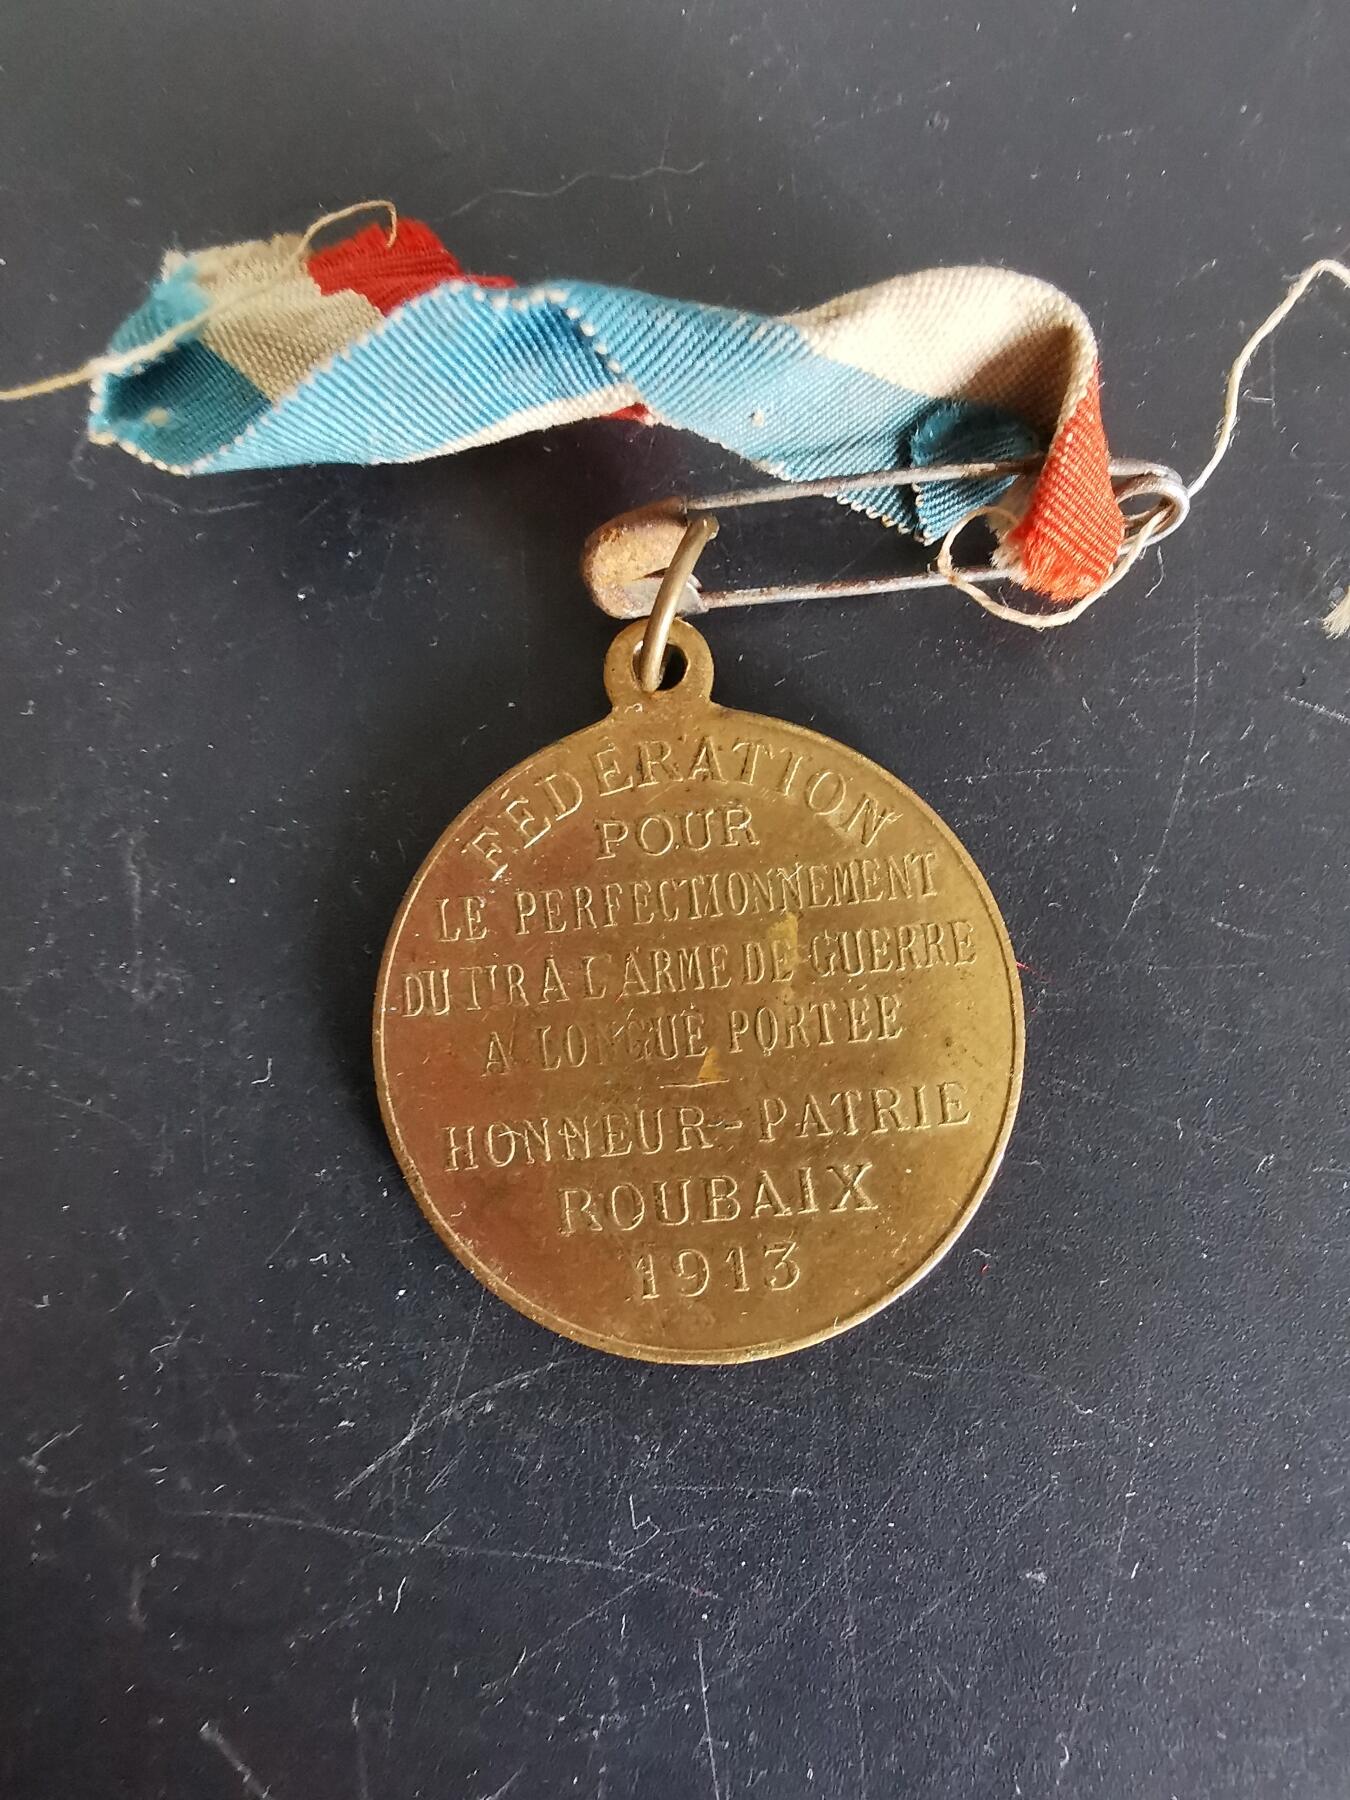 FÉDÉRATION
POUR
LE PERFECTIONNEMENT
DU TIR A L'ARME DE GUERRE
A LONGUE PORTÉE
HONNEUR-PATRIE
ROUBAIX
1913